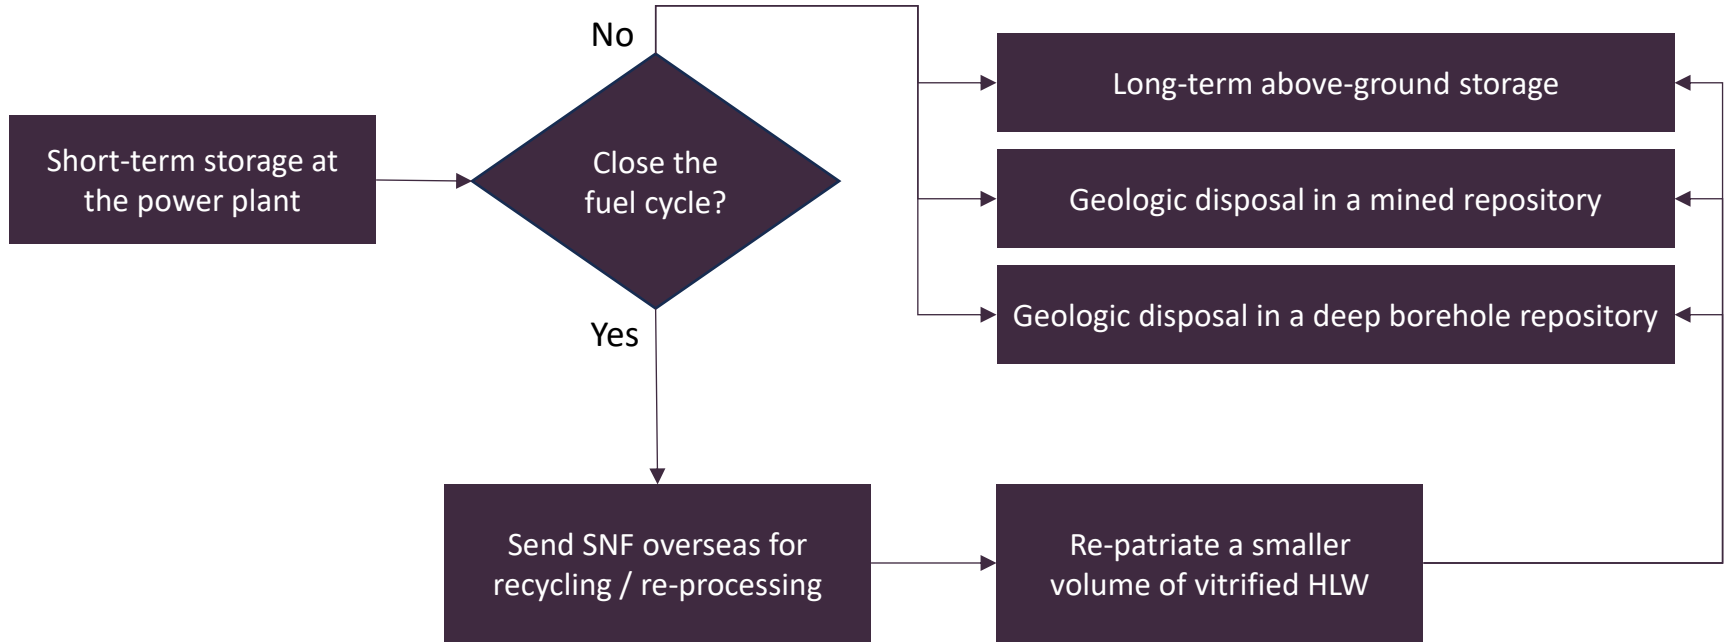 No
Long-term above-ground storage
Short-term storage at
the power plant
Close the
fuel cycle?
Geologic disposal in a mined repository
Geologic disposal in a deep borehole repository
Yes
Send SNF overseas for
recycling / re-processing
Re-patriate a smaller
volume of vitrified HLW